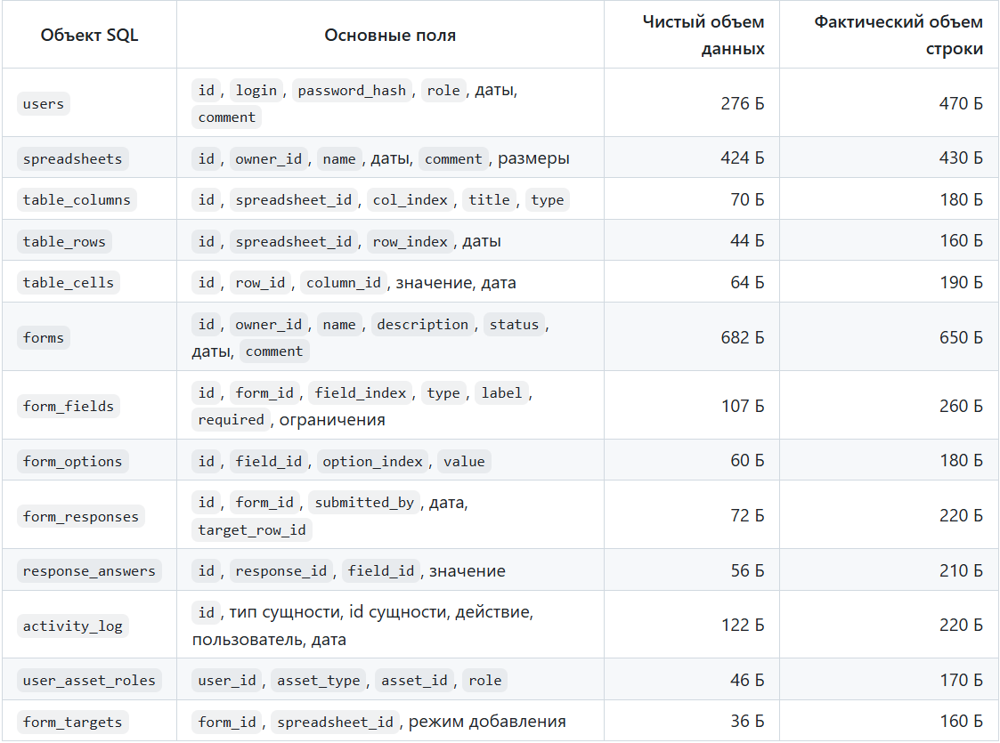 Объект SQL Основные поля Чистый объем данных Фактический объем строки
users id, login, password_hash, role, даты, comment 276 Б 470 Б
spreadsheets id, owner_id, name, даты, comment, размеры 424 Б 430 Б
table_columns id, spreadsheet_id, col_index, title, type 70 Б 180 Б
table_rows id, spreadsheet_id, row_index, даты 44 Б 160 Б
table_cells id, row_id, column_id, значение, дата 64 Б 190 Б
forms id, owner_id, name, description, status, даты, comment 682 Б 650 Б
form_fields id, form_id, field_index, type, label, required, ограничения 107 Б 260 Б
form_options id, field_id, option_index, value 60 Б 180 Б
form_responses id, form_id, submitted_by, дата, target_row_id 72 Б 220 Б
response_answers id, response_id, field_id, значение 56 Б 210 Б
activity_log id, тип сущности, id сущности, действие, пользователь, дата 122 Б 220 Б
user_asset_roles user_id, asset_type, asset_id, role 46 Б 170 Б
form_targets form_id, spreadsheet_id, режим добавления 36 Б 160 Б